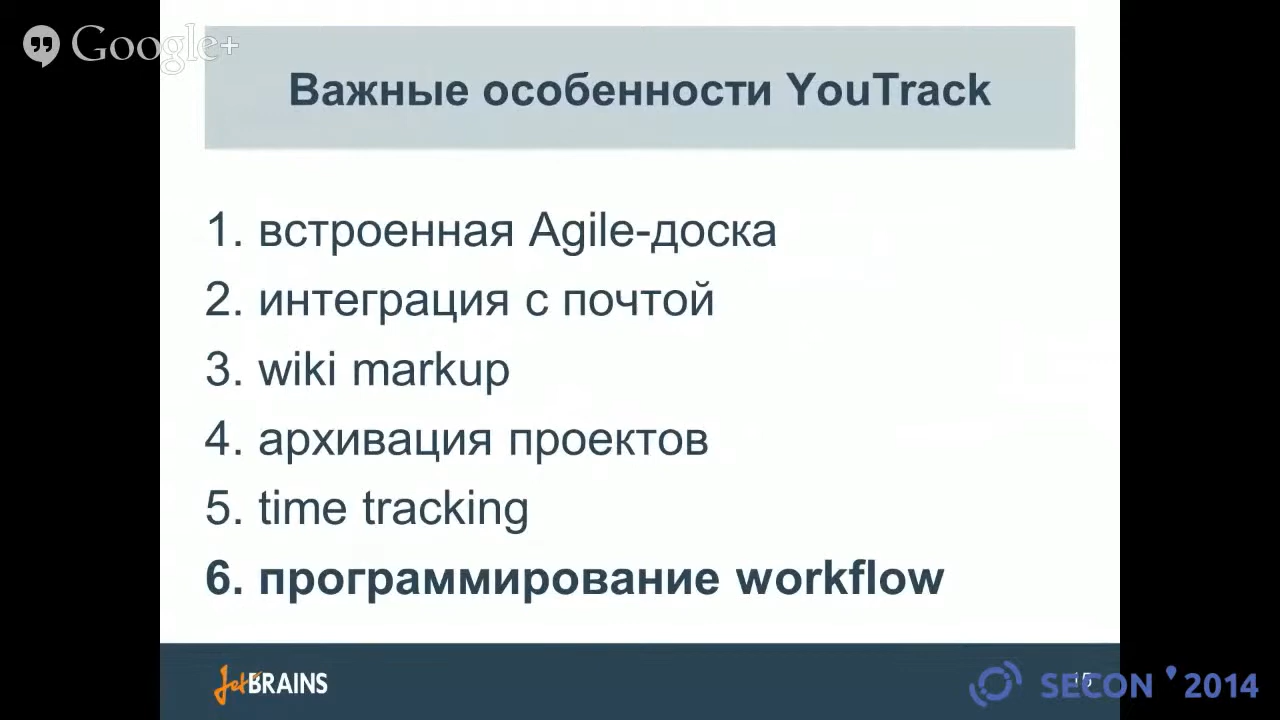 Google+
Важные особенности YouTrack
1. встроенная Agile-доска
2. интеграция с почтой
3. wiki markup
4. архивация проектов
5. time tracking
6. программирование workflow
JetBRAINS
15
SECON '2014